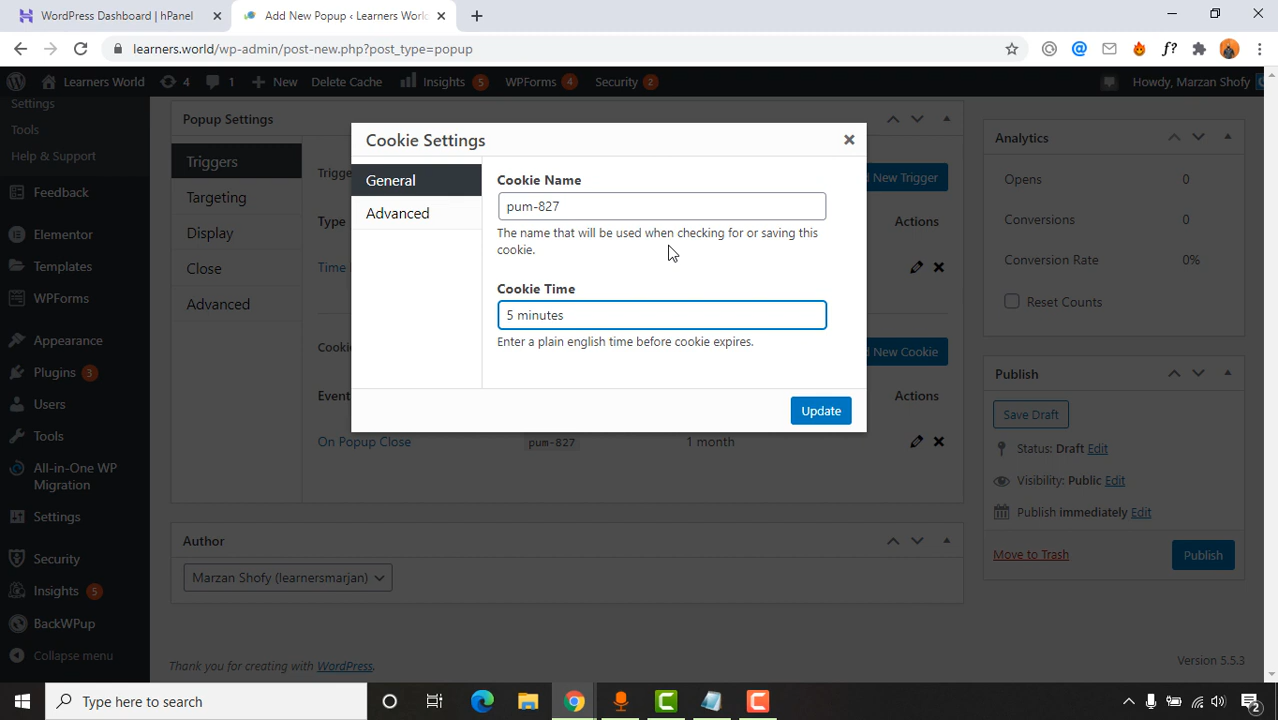 WordPress Dashboard | hPanel
Add New Popup ‹ Learners Worl
learners.world/wp-admin/post-new.php?post_type=popup
f?
Learners World
4
1
New
Delete Cache
Insights 5
WPForms 4
Security 2
Howdy, Marzan Shofy
Settings
Tools
Help & Support
Feedback
Elementor
Templates
WPForms
Appearance
Plugins 3
Users
Tools
All-in-One WP
Migration
Settings
Security
Insights 5
BackWPup
Collapse menu
Popup Settings
Triggers
Targeting
Display
Close
Advanced
New Trigger
Type
Actions
Time
New Cookie
Event
Actions
On Popup Close
pum-827
1 month
Cookie Settings
General
Advanced
Cookie Name
pum-827
The name that will be used when checking for or saving this
cookie.
Cookie Time
5 minutes
Enter a plain english time before cookie expires.
Update
Author
Marzan Shofy (learnersmarjan)
Thank you for creating with WordPress.
Version 5.5.3
Analytics
Opens 0
Conversions 0
Conversion Rate 0%
Reset Counts
Publish
Save Draft
Status: Draft Edit
Visibility: Public Edit
Publish immediately Edit
Move to Trash
Publish
Type here to search
2